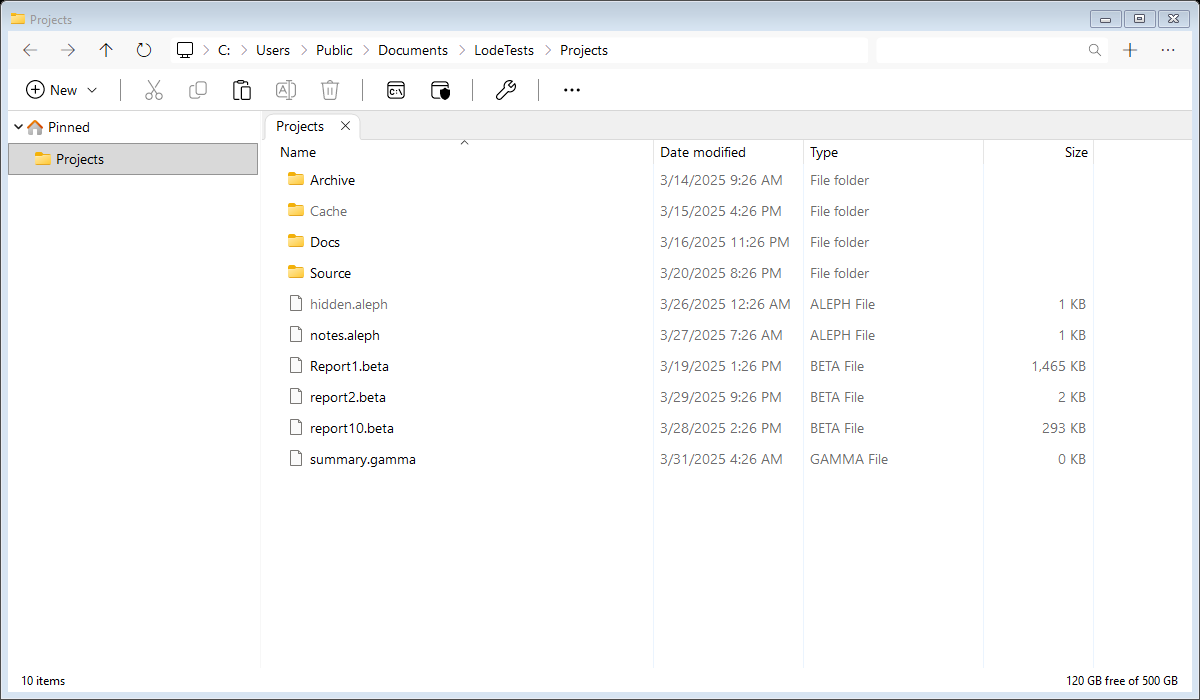 Projects
C: Users Public Documents LodeTests Projects
New
Pinned
Projects
Projects
Name Date modified Type Size
Archive 3/14/2025 9:26 AM File folder
Cache 3/15/2025 4:26 PM File folder
Docs 3/16/2025 11:26 PM File folder
Source 3/20/2025 8:26 PM File folder
hidden.aleph 3/26/2025 12:26 AM ALEPH File 1 KB
notes.aleph 3/27/2025 7:26 AM ALEPH File 1 KB
Report1.beta 3/19/2025 1:26 PM BETA File 1,465 KB
report2.beta 3/29/2025 9:26 PM BETA File 2 KB
report10.beta 3/28/2025 2:26 PM BETA File 293 KB
summary.gamma 3/31/2025 4:26 AM GAMMA File 0 KB
10 items 120 GB free of 500 GB